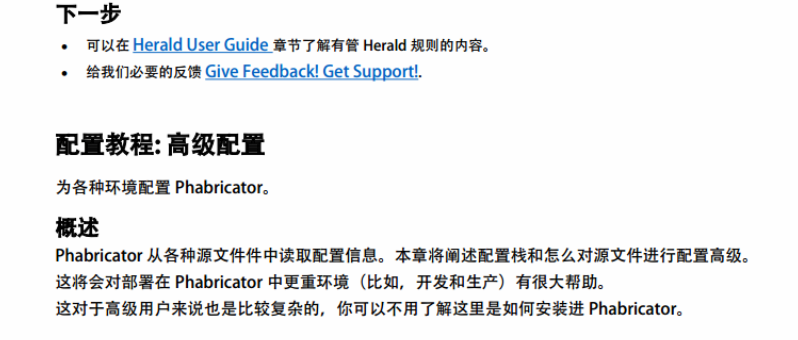 下一步
• 可以在 Herald User Guide 章节了解有管 Herald 规则的内容。
• 给我们必要的反馈 Give Feedback! Get Support!.
配置教程: 高级配置
为各种环境配置 Phabricator。
概述
Phabricator 从各种源文件件中读取配置信息。本章将阐述配置栈和怎么对源文件进行配置高级。
这将会对部署在 Phabricator 中更重环境（比如，开发和生产）有很大帮助。
这对于高级用户来说也是比较复杂的，你可以不用了解这里是如何安装进 Phabricator。